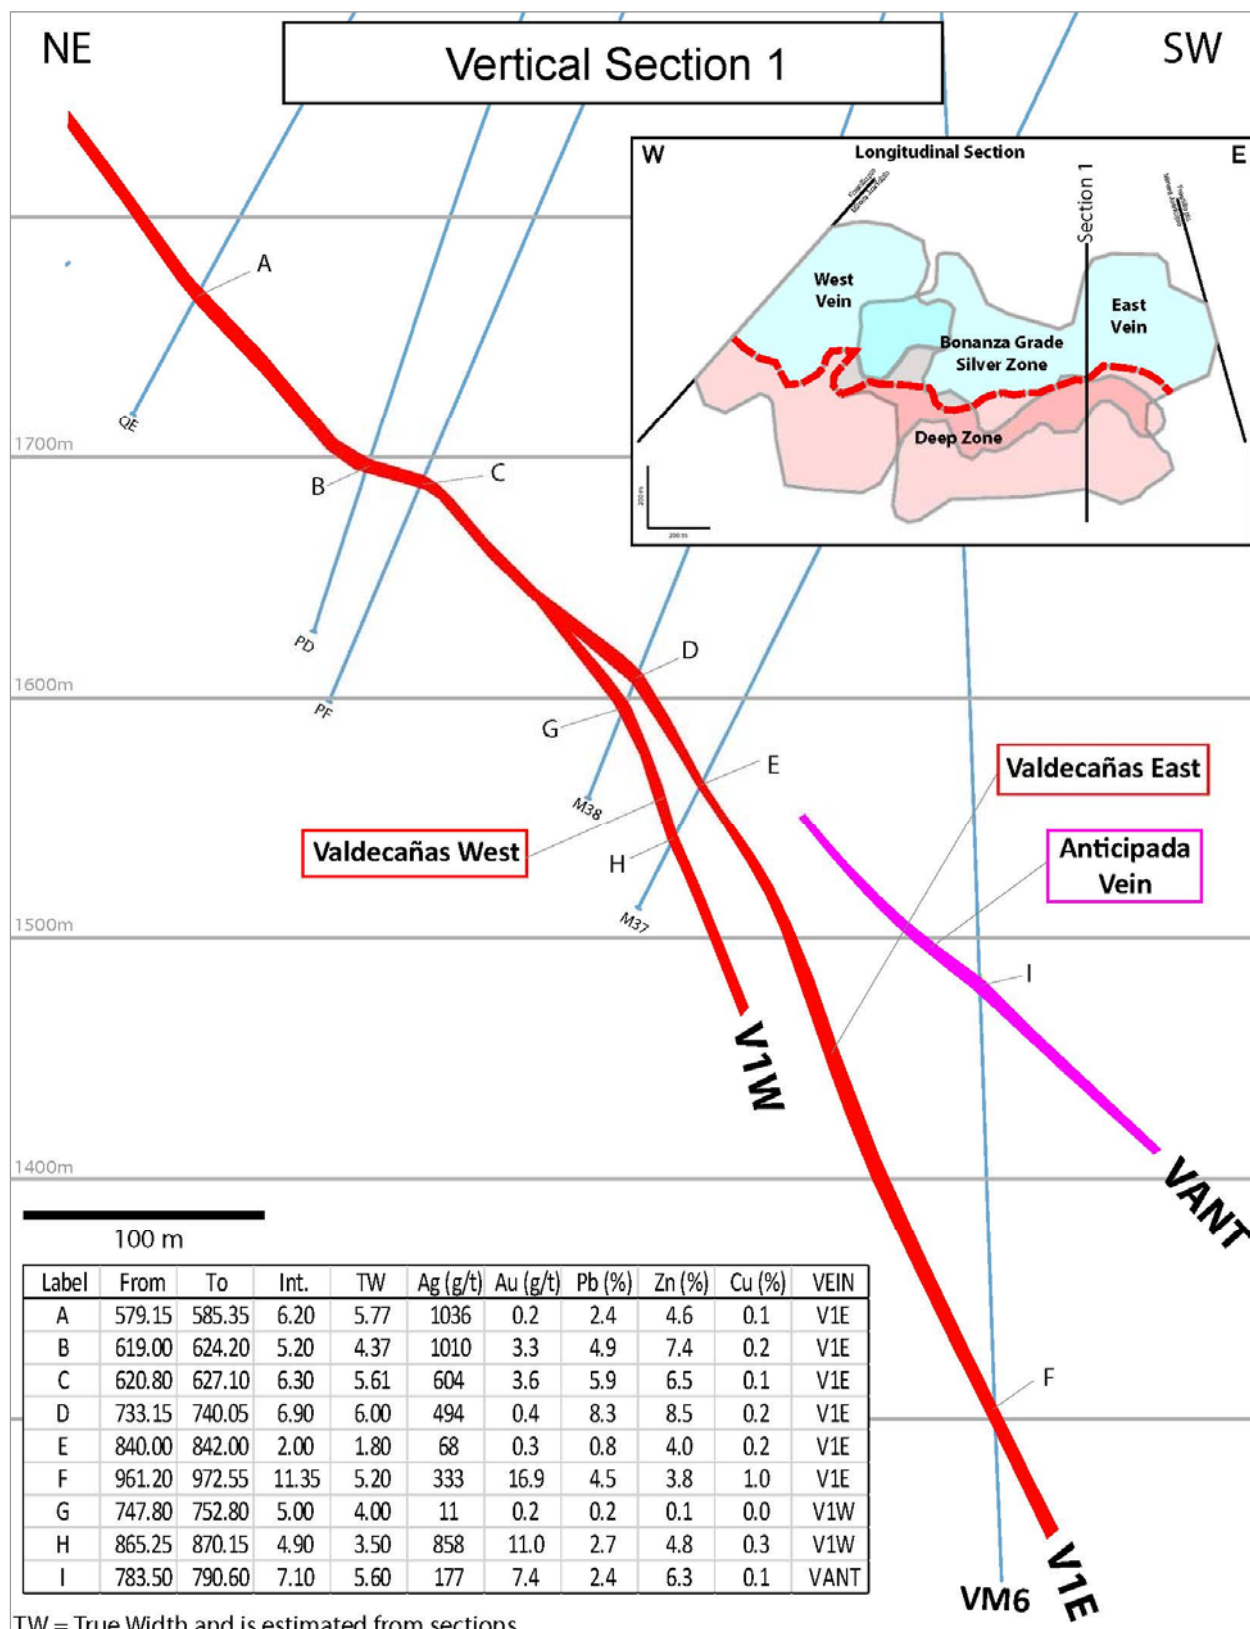 NE
Vertical Section 1
SW
W
Longitudinal Section
E
Section 1
West
Vein
East
Vein
Bonanza Grade
Silver Zone
Deep Zone
200 m
200 m
A
QE
1700m
B
C
PD
PF
1600m
D
G
E
M38
Valdecañas East
Valdecañas West
H
Anticipada
Vein
M37
1500m
I
V1W
1400m
VANT
100 m
Label From To Int. TW Ag (g/t) Au (g/t) Pb (%) Zn (%) Cu (%) VEIN
A 579.15 585.35 6.20 5.77 1036 0.2 2.4 4.6 0.1 V1E
B 619.00 624.20 5.20 4.37 1010 3.3 4.9 7.4 0.2 V1E
C 620.80 627.10 6.30 5.61 604 3.6 5.9 6.5 0.1 V1E
D 733.15 740.05 6.90 6.00 494 0.4 8.3 8.5 0.2 V1E
E 840.00 842.00 2.00 1.80 68 0.3 0.8 4.0 0.2 V1E
F 961.20 972.55 11.35 5.20 333 16.9 4.5 3.8 1.0 V1E
G 747.80 752.80 5.00 4.00 11 0.2 0.2 0.1 0.0 V1W
H 865.25 870.15 4.90 3.50 858 11.0 2.7 4.8 0.3 V1W
I 783.50 790.60 7.10 5.60 177 7.4 2.4 6.3 0.1 VANT
F
V1E
VM6
TW = True Width and is estimated from sections